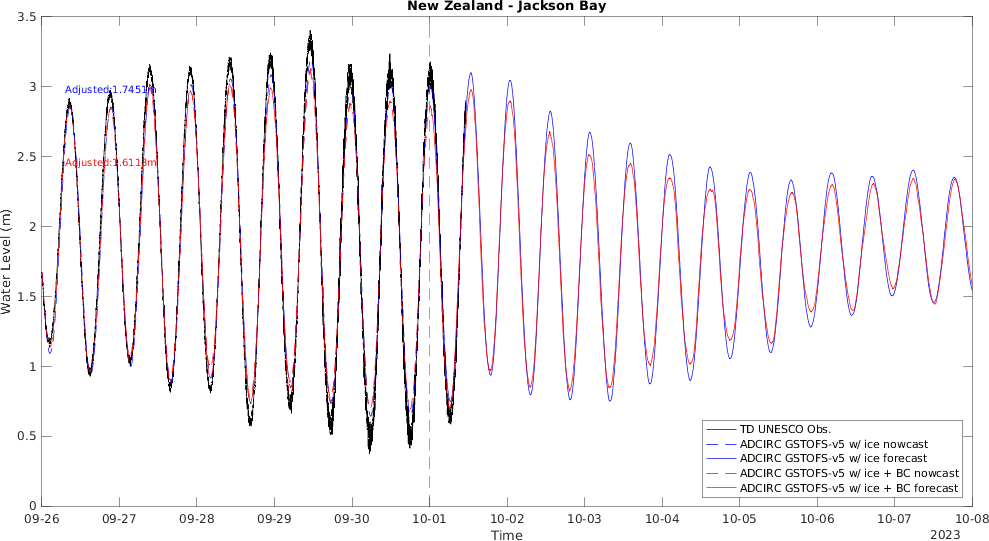 New Zealand - Jackson Bay
3.5
3
2.5
2
1.5
1
0.5
0
Water Level (m)
Adjusted:1.7451m
Adjusted:1.6113m
TD UNESCO Obs.
ADCIRC GSTOFS-v5 w/ ice nowcast
ADCIRC GSTOFS-v5 w/ ice forecast
ADCIRC GSTOFS-v5 w/ ice + BC nowcast
ADCIRC GSTOFS-v5 w/ ice + BC forecast
09-26 09-27 09-28 09-29 09-30 10-01 10-02 10-03 10-04 10-05 10-06 10-07 10-08
Time
2023